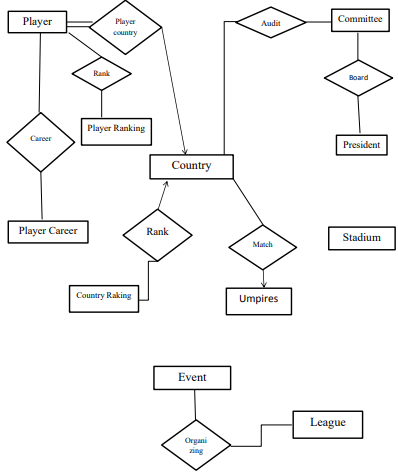 Player
Player
country
Audit
Committee
Rank
Board
Player Ranking
Career
President
Country
Player Career
Rank
Match
Stadium
Country Raking
Umpires
Event
League
Organi
zing